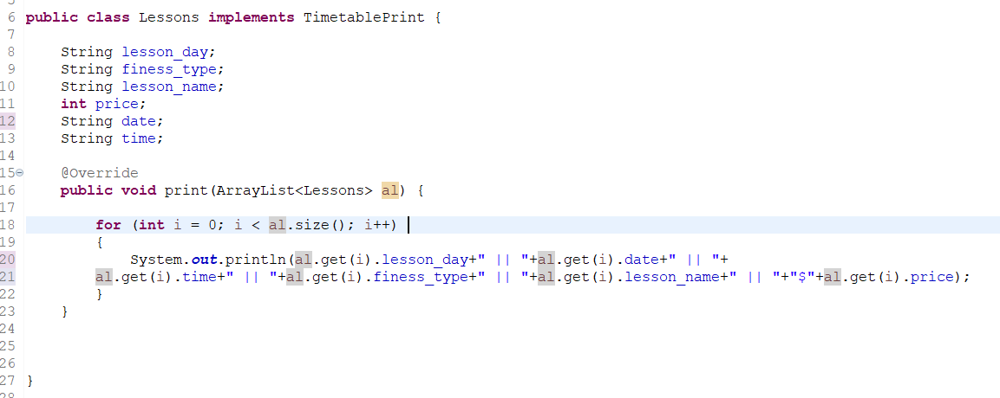 6 public class Lessons implements TimetablePrint {
7
8 String lesson_day;
9 String finess_type;
10 String lesson_name;
11 int price;
12 String date;
13 String time;
14
15 @Override
16 public void print(ArrayList<Lessons> al) {
17
18 for (int i = 0; i < al.size(); i++)
19 {
20 System.out.println(al.get(i).lesson_day+" || "+al.get(i).date+" || "+
21 al.get(i).time+" || "+al.get(i).finess_type+" || "+al.get(i).lesson_name+" || "+"$"+al.get(i).price);
22 }
23 }
24
25
26
27 }
28